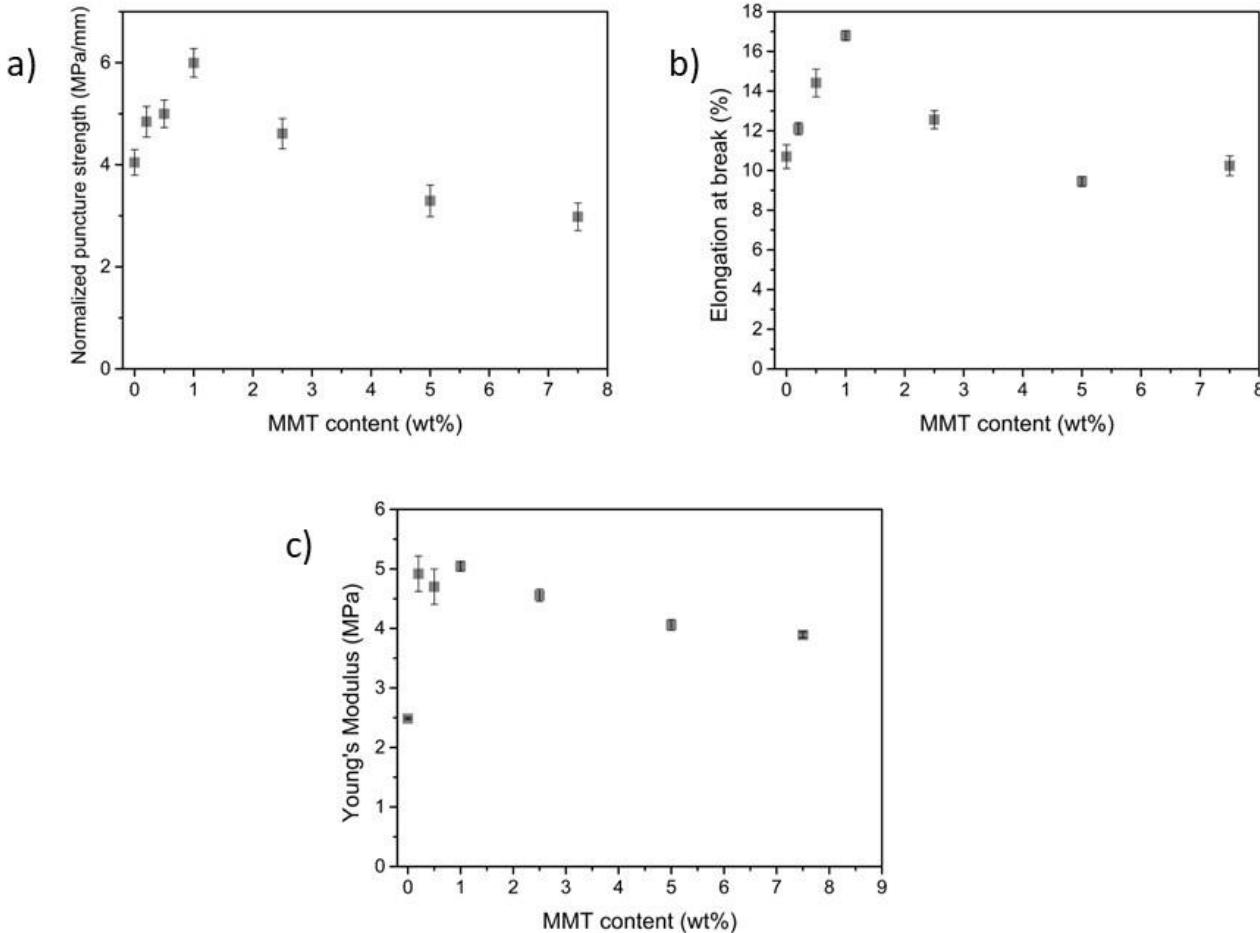 a)
Normalized puncture strength (MPa/mm)
6
4
2
0
0 1 2 3 4 5 6 7 8
MMT content (wt%)
b)
Elongation at break (%)
18
16
14
12
10
8
6
4
2
0
0 1 2 3 4 5 6 7 8
MMT content (wt%)
c)
Young's Modulus (MPa)
6
5
4
3
2
1
0
0 1 2 3 4 5 6 7 8 9
MMT content (wt%)